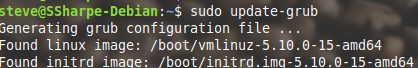 steve@SSharpe-Debian:~$ sudo update-grub
Generating grub configuration file ...
Found linux image: /boot/vmlinuz-5.10.0-15-amd64
Found initrd image: /boot/initrd.img-5.10.0-15-amd64